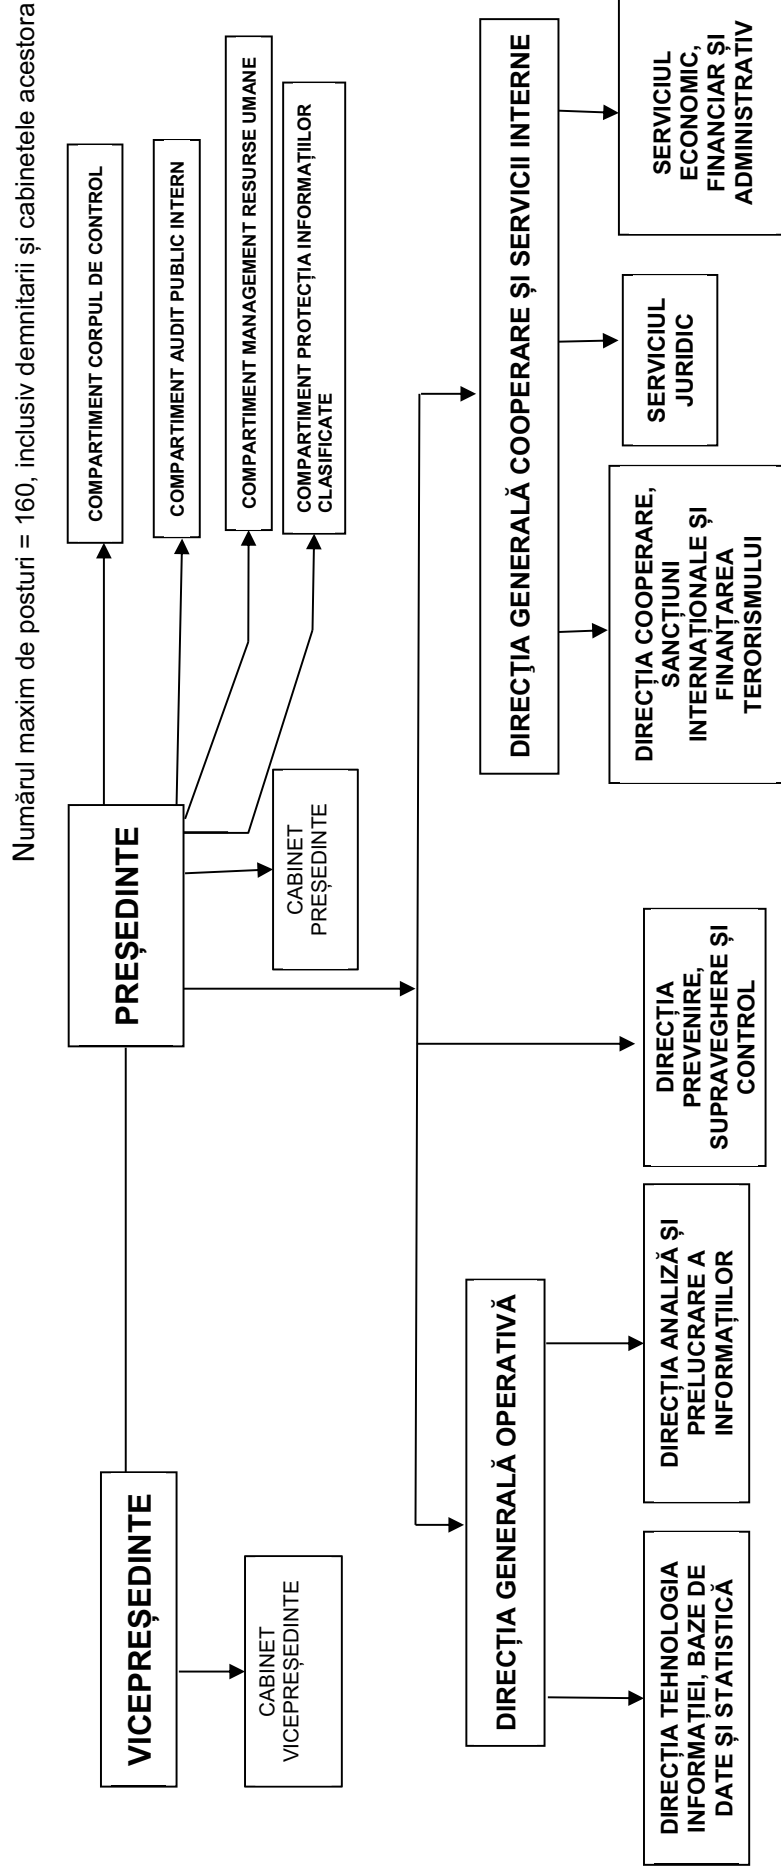 Numărul maxim de posturi = 160, inclusiv demnitarii și cabinetele acestora
COMPARTIMENT CORPUL DE CONTROL
COMPARTIMENT AUDIT PUBLIC INTERN
COMPARTIMENT MANAGEMENT RESURSE UMANE
COMPARTIMENT PROTECȚIA INFORMAȚIILOR
CLASIFICATE
PREȘEDINTE
CABINET
PREȘEDINTE
VICEPREȘEDINTE
CABINET
VICEPREȘEDINTE
DIRECȚIA GENERALĂ OPERATIVĂ
DIRECȚIA TEHNOLOGIA
INFORMAȚIEI, BAZE DE
DATE ȘI STATISTICĂ
DIRECȚIA ANALIZĂ ȘI
PRELUCRARE A
INFORMAȚIILOR
DIRECȚIA
PREVENIRE,
SUPRAVEGHERE ȘI
CONTROL
DIRECȚIA GENERALĂ COOPERARE ȘI SERVICII INTERNE
DIRECȚIA COOPERARE,
SANCȚIUNI
INTERNAȚIONALE ȘI
FINANȚAREA
TERORISMULUI
SERVICIUL
JURIDIC
SERVICIUL
ECONOMIC,
FINANCIAR ȘI
ADMINISTRATIV